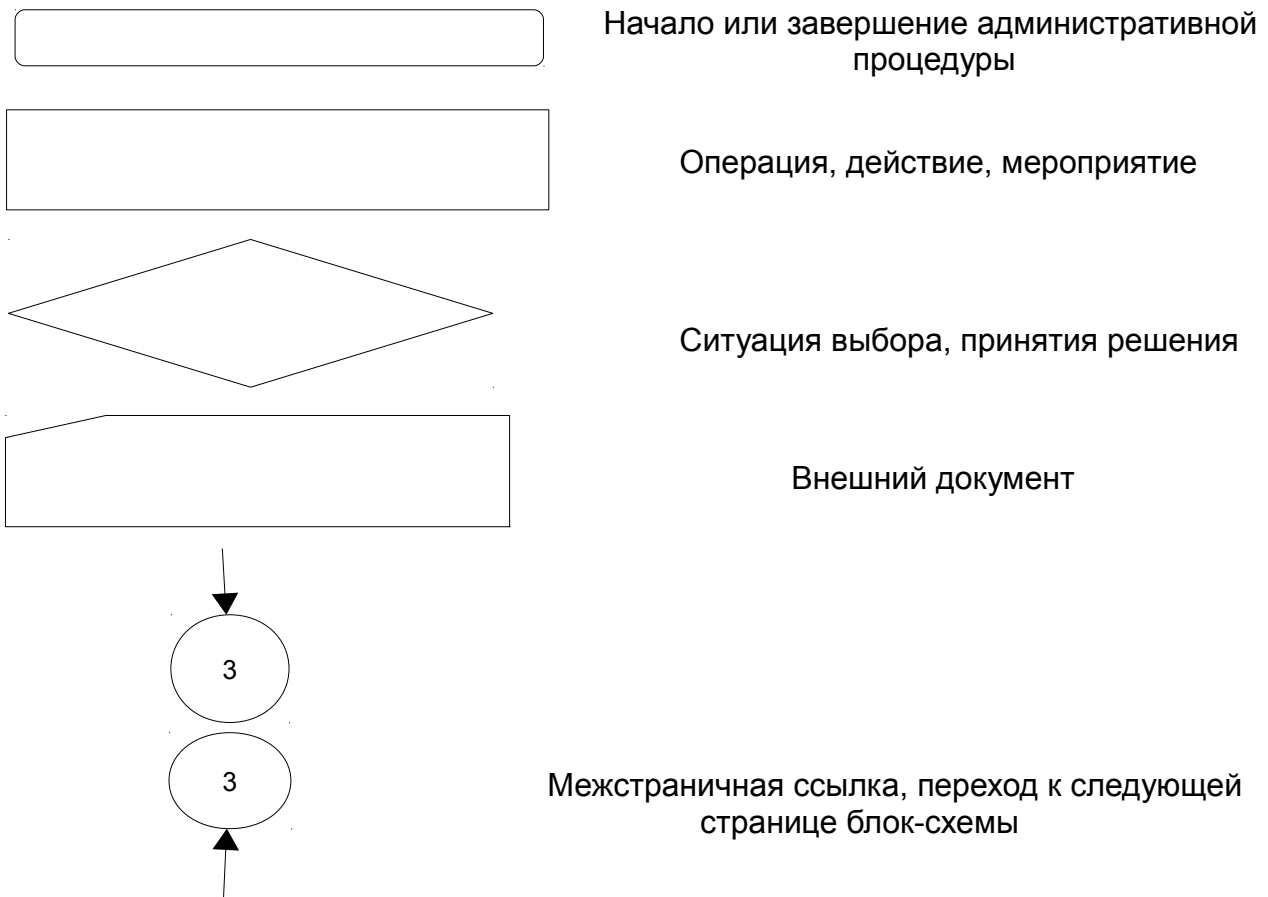 Начало или завершение административной
процедуры
Операция, действие, мероприятие
Ситуация выбора, принятия решения
Внешний документ
3
3
Межстраничная ссылка, переход к следующей
странице блок-схемы